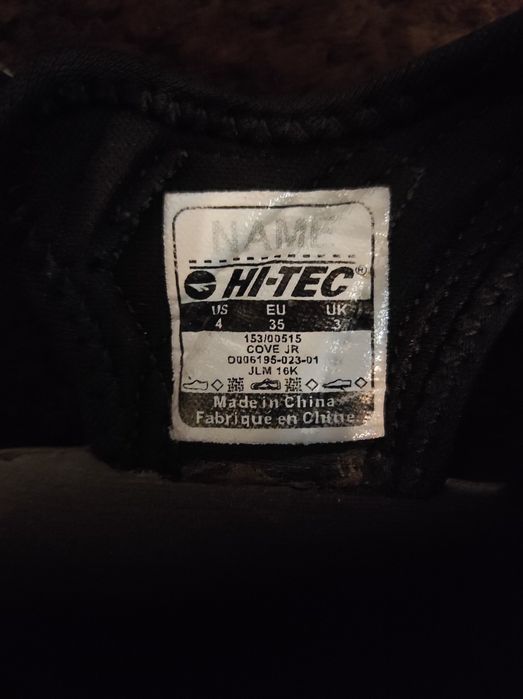 NAME
HI-TEC®
US EU UK
4 35 3
153/00515
COVE JR
O006195-023-01
JLM 16K
Made in China
Fabrique en Chine